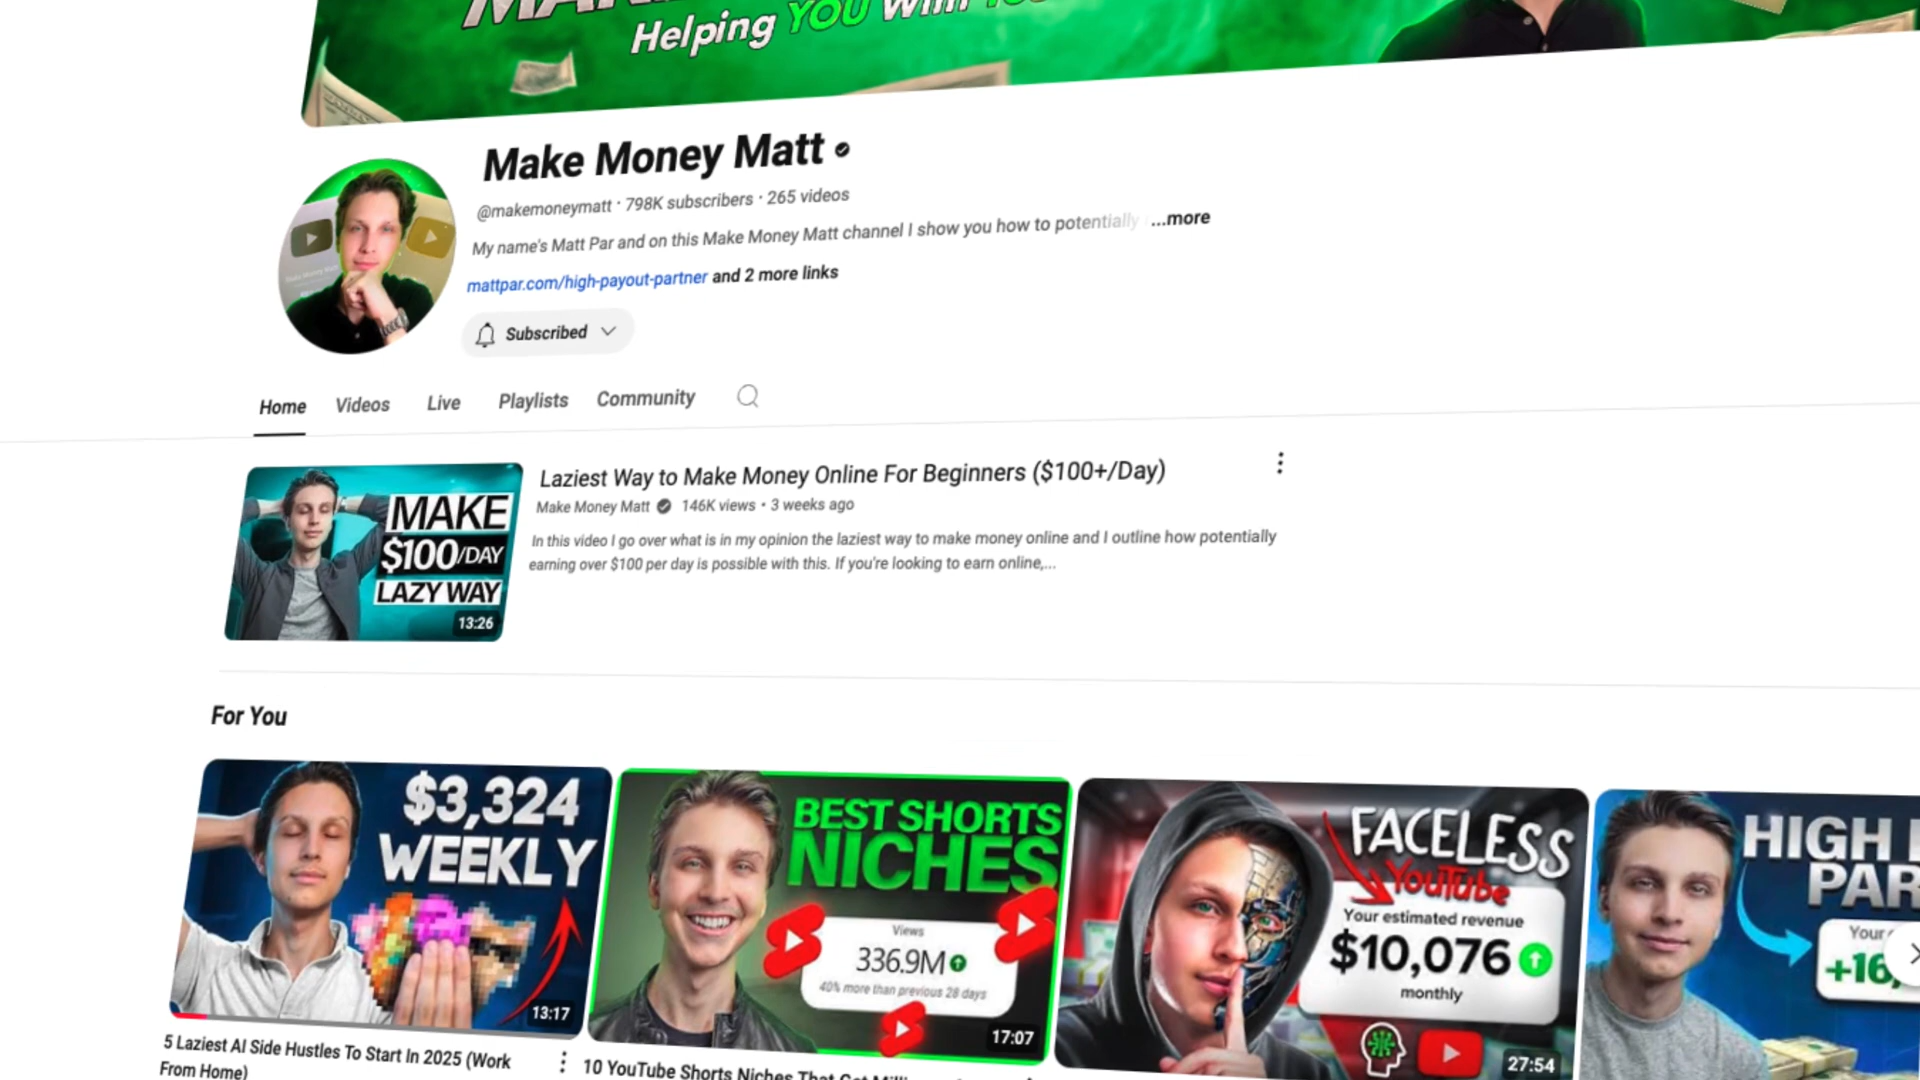 Helping YOU With
Make Money Matt
@makemoneymatt · 798K subscribers · 265 videos
My name's Matt Par and on this Make Money Matt channel I show you how to potentially ...more
mattpar.com/high-payout-partner and 2 more links
Subscribed
Home Videos Live Playlists Community
MAKE
$100/DAY
LAZY WAY
13:26
Laziest Way to Make Money Online For Beginners ($100+/Day)
Make Money Matt 146K views • 3 weeks ago
In this video I go over what is in my opinion the laziest way to make money online and I outline how potentially
earning over $100 per day is possible with this. If you're looking to earn online,...
For You
$3,324
WEEKLY
13:17
5 Laziest AI Side Hustles To Start In 2025 (Work
From Home)
BEST SHORTS
NICHES
Views
336.9M
40% more than previous 28 days
17:07
10 YouTube Shorts Niches That Get
FACELESS
YouTube
Your estimated revenue
$10,076
monthly
27:54
HIGH
PAR
Your
+16,